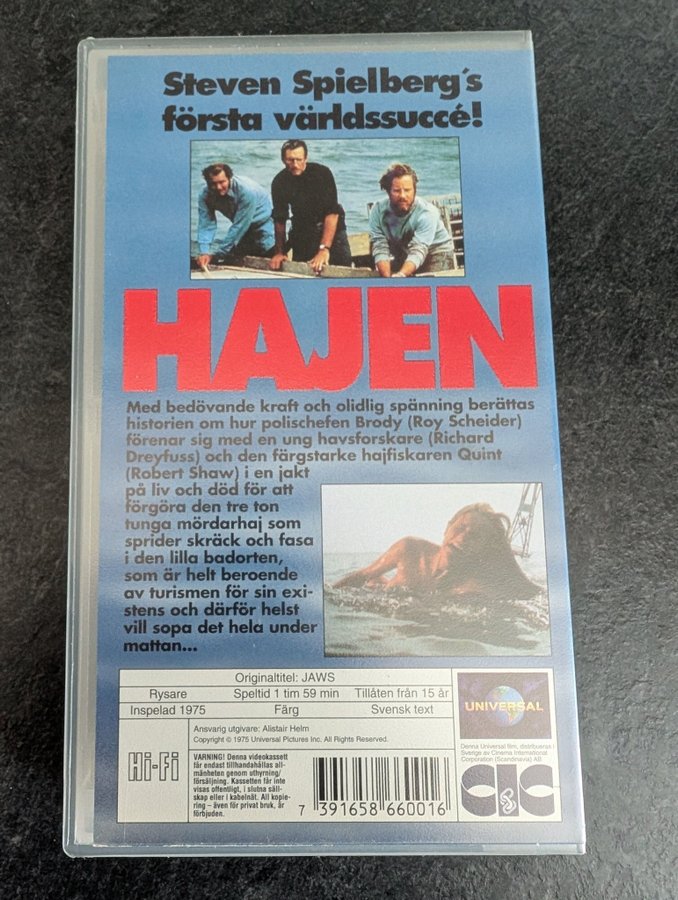 Steven Spielberg's
första världssuccé!
HAJEN
Med bedövande kraft och olidlig spänning berättas
historien om hur polischefen Brody (Roy Scheider)
förenar sig med en ung havsforskare (Richard
Dreyfuss) och den färgstarke hajfiskaren Quint
(Robert Shaw) i en jakt
på liv och död för att
förgöra den tre ton
tunga mördarhaj som
sprider skräck och fasa
i den lilla badorten,
som är helt beroende
av turismen för sin exi-
stens och därför helst
vill sopa det hela under
mattan...
Originaltitel: JAWS
Rysare Speltid 1 tim 59 min Tillåten från 15 år
Inspelad 1975 Färg Svensk text
Ansvarig utgivare: Alistair Helm
Copyright © 1975 Universal Pictures Inc. All Rights Reserved.
Hi-Fi
VARNING! Denna videokassett
får endast tillhandahållas all-
mänheten genom uthyrning/
försäljning. Kassetten får inte
visas offentligt, i slutna säll-
skap eller i kabelnät. All kopie-
ring – även för privat bruk, är
förbjuden.
7 391658 660016
UNIVERSAL
Denna Universal film, distribueras i
Sverige av Cinema International
Corporation (Scandinavia) AB
CIC